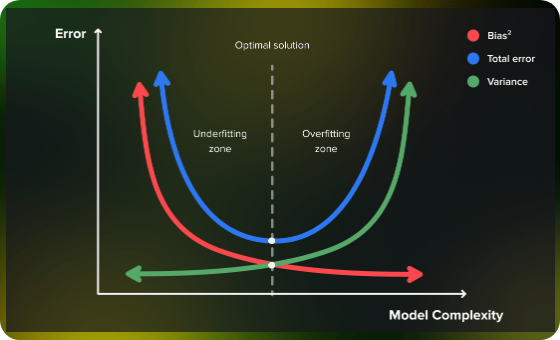 Error
Optimal solution
Bias²
Total error
Variance
Underfitting
zone
Overfitting
zone
Model Complexity